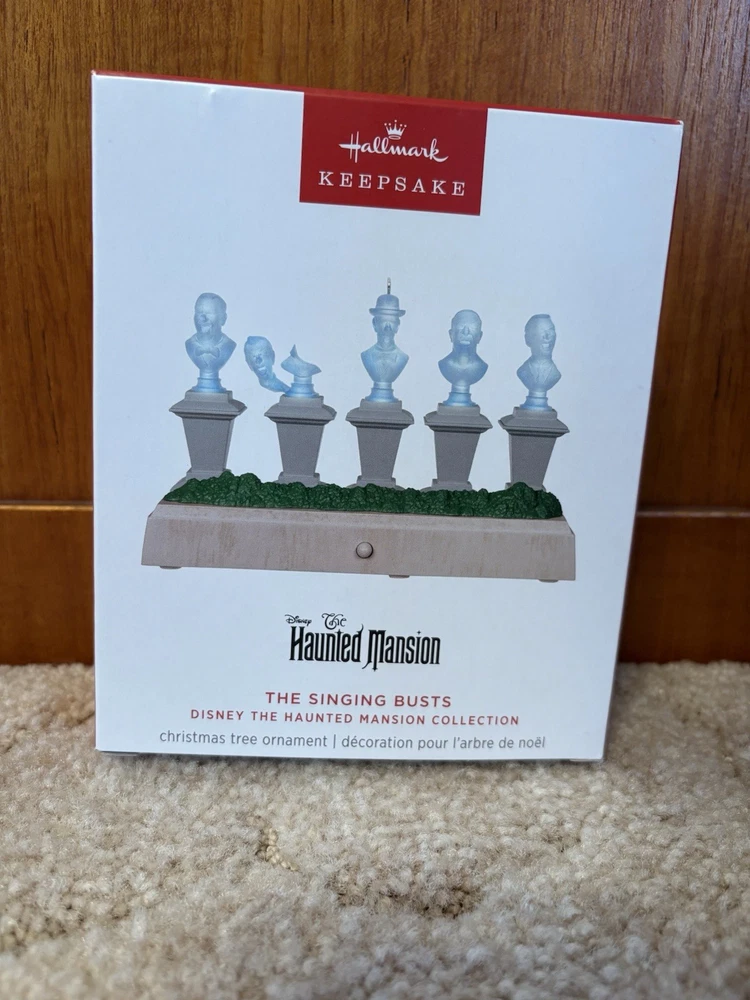 Hallmark
KEEPSAKE
Disney The
Haunted Mansion
THE SINGING BUSTS
DISNEY THE HAUNTED MANSION COLLECTION
christmas tree ornament | décoration pour l'arbre de noël